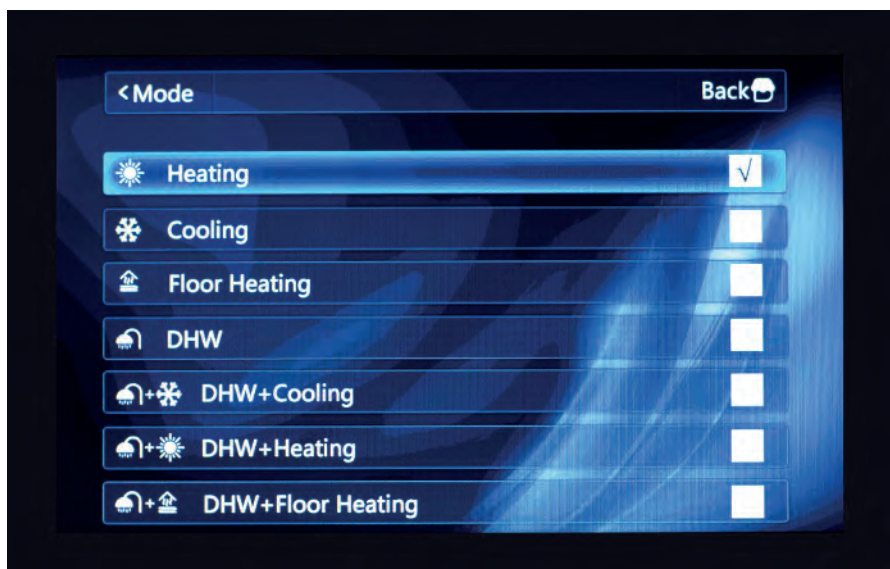 <Mode Back
Heating √
Cooling
Floor Heating
DHW
DHW+Cooling
DHW+Heating
DHW+Floor Heating